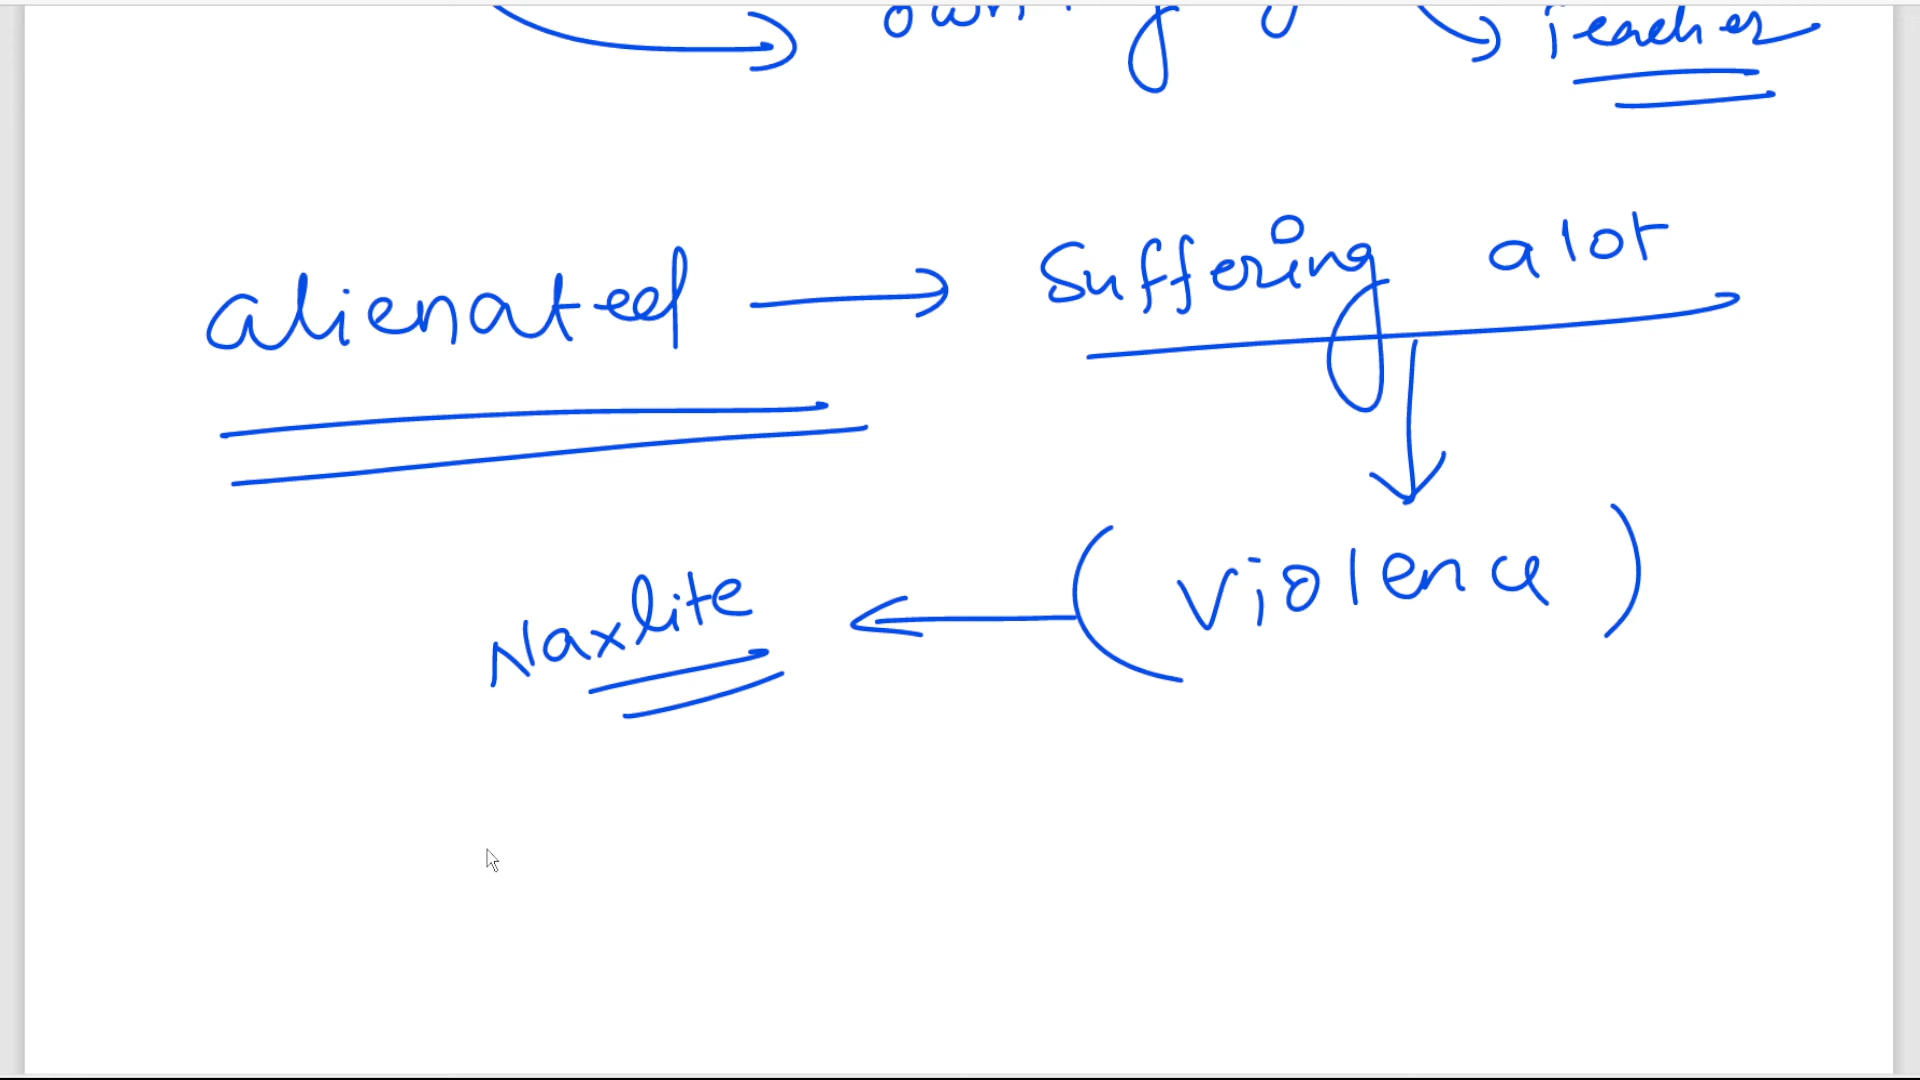 Teacher
alienated → suffering alot
(violence)
Naxlite ←